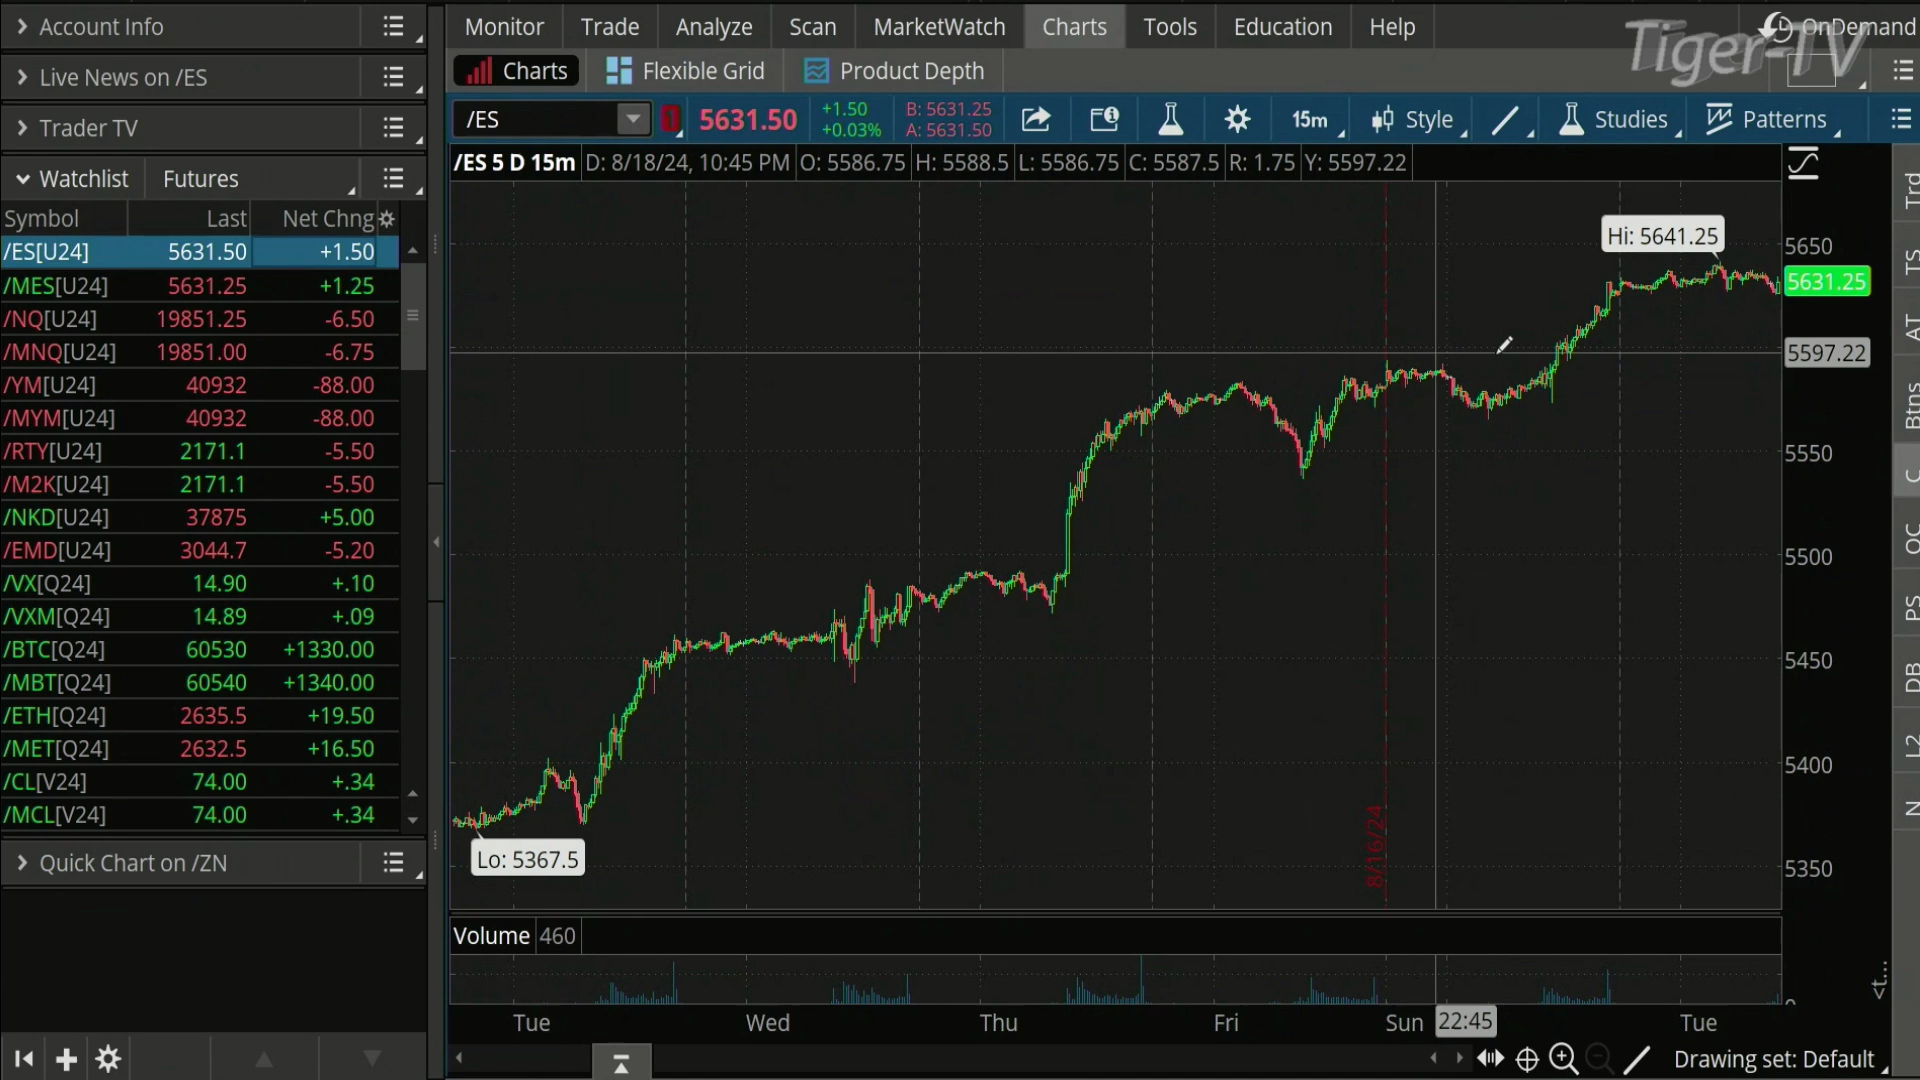 Account Info
Live News on /ES
Trader TV
Watchlist Futures
Symbol Last Net Chng
/ES[U24] 5631.50 +1.50
/MES[U24] 5631.25 +1.25
/NQ[U24] 19851.25 -6.50
/MNQ[U24] 19851.00 -6.75
/YM[U24] 40932 -88.00
/MYM[U24] 40932 -88.00
/RTY[U24] 2171.1 -5.50
/M2K[U24] 2171.1 -5.50
/NKD[U24] 37875 +5.00
/EMD[U24] 3044.7 -5.20
/VX[Q24] 14.90 +.10
/VXM[Q24] 14.89 +.09
/BTC[Q24] 60530 +1330.00
/MBT[Q24] 60540 +1340.00
/ETH[Q24] 2635.5 +19.50
/MET[Q24] 2632.5 +16.50
/CL[V24] 74.00 +.34
/MCL[V24] 74.00 +.34
Quick Chart on /ZN
Monitor Trade Analyze Scan MarketWatch Charts Tools Education Help OnDemand
Tiger-TV
Charts Flexible Grid Product Depth
/ES 1 5631.50 +1.50 +0.03% B: 5631.25 A: 5631.50 15m Style Studies Patterns
/ES 5 D 15m D: 8/18/24, 10:45 PM O: 5586.75 H: 5588.5 L: 5586.75 C: 5587.5 R: 1.75 Y: 5597.22
Hi: 5641.25
5650
5631.25
5597.22
5550
5500
5450
5400
5350
Lo: 5367.5
8/16/24
Volume 460
0
<t...
Tue Wed Thu Fri Sun 22:45 Tue
Drawing set: Default
Trd
TS
AT
Btns
C
OC
PS
DB
L2
N